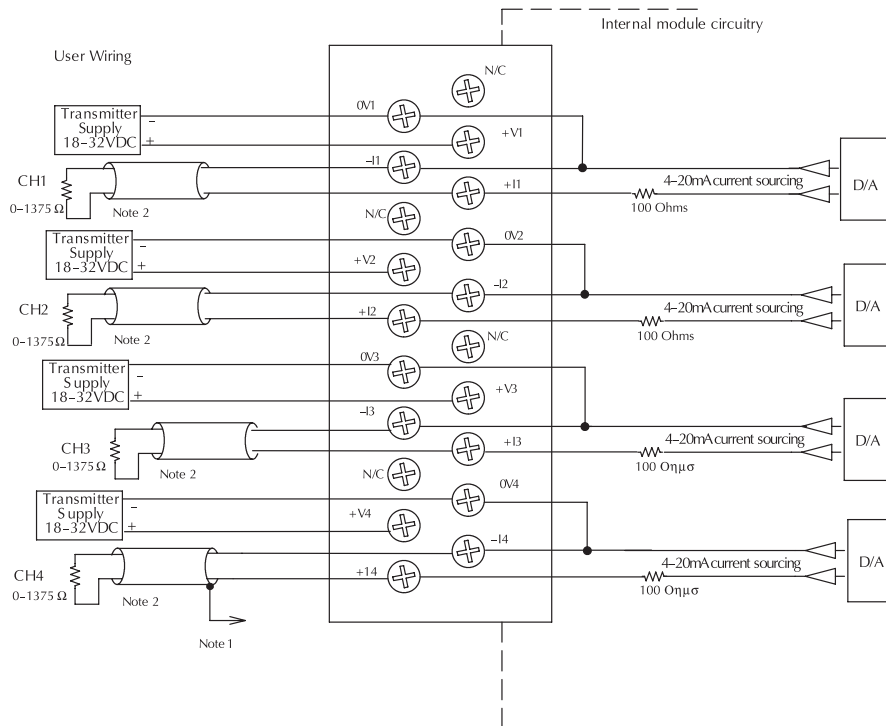 Internal module circuitry
User Wiring
N/C
0V1
Transmitter
Supply
18–32VDC
–
+
+V1
–I1
CH1
0–1375 Ω
Note 2
+I1
4–20mA current sourcing
100 Ohms
D/A
N/C
Transmitter
Supply
18–32VDC
–
+
0V2
+V2
CH2
0–1375 Ω
Note 2
–I2
+I2
4–20mA current sourcing
100 Ohms
D/A
N/C
0V3
Transmitter
Supply
18–32VDC
–
+
+V3
–I3
CH3
0–1375 Ω
Note 2
+I3
4–20mA current sourcing
100 Οημσ
D/A
N/C
Transmitter
Supply
18–32VDC
–
+
0V4
+V4
–I4
CH4
0–1375 Ω
Note 2
+14
4–20mA current sourcing
100 Οημσ
D/A
Note 1